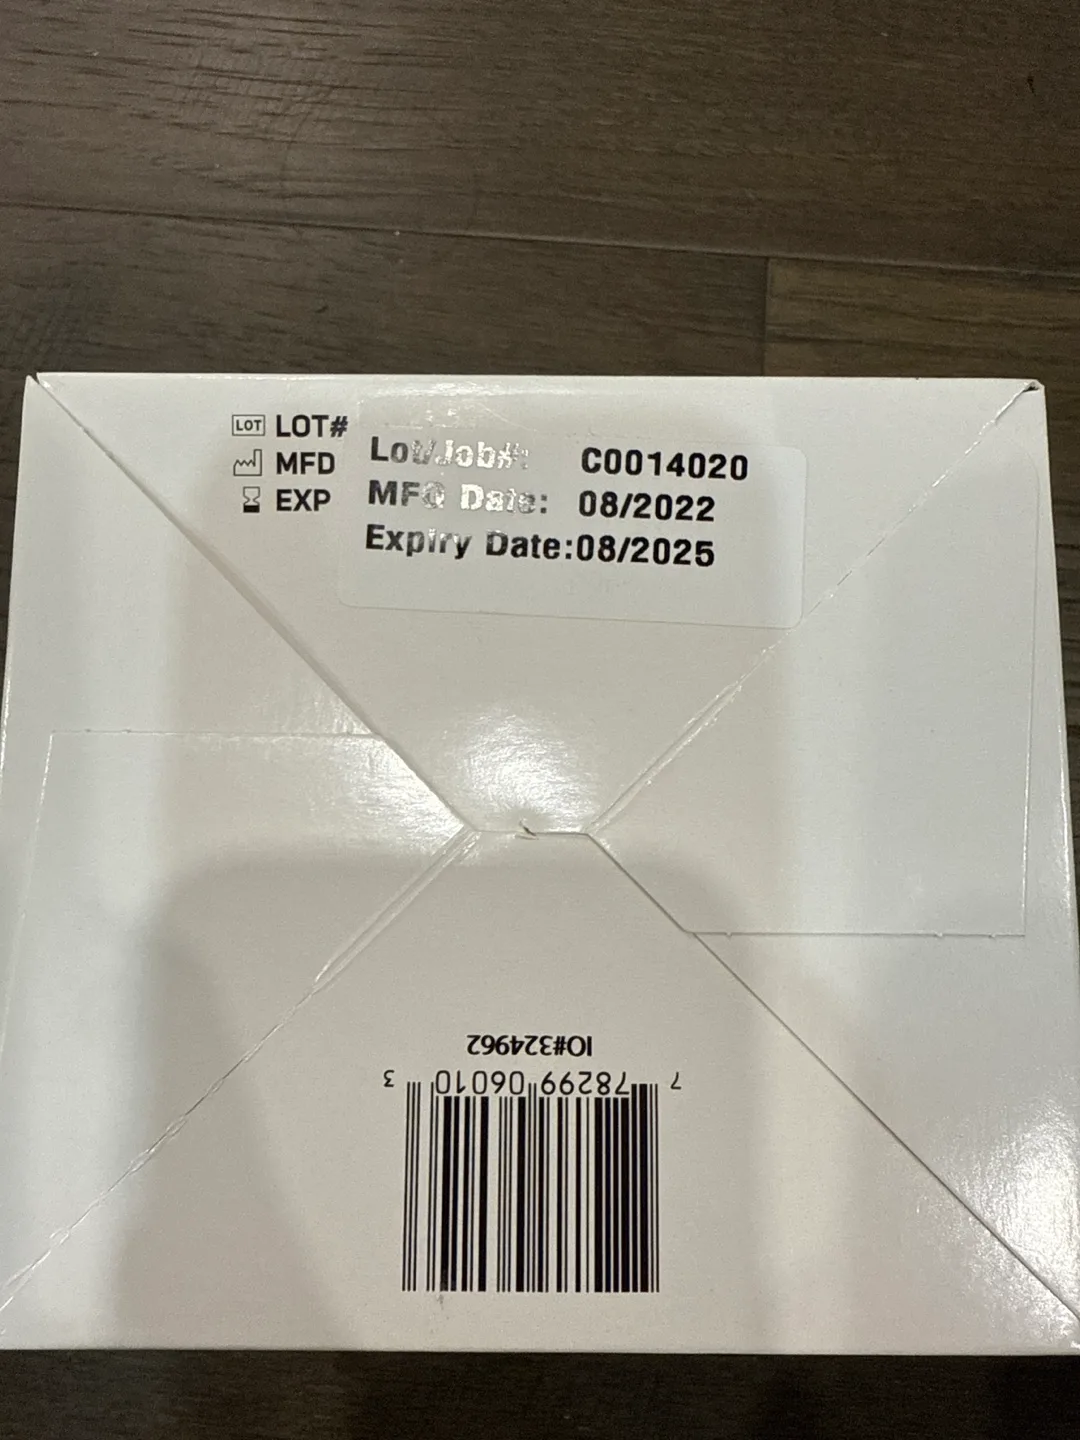 LOT LOT#
MFD
EXP
Lot/Job#:
C0014020
MFG Date: 08/2022
Expiry Date:08/2025
IO#324962
7 78299 06010 3